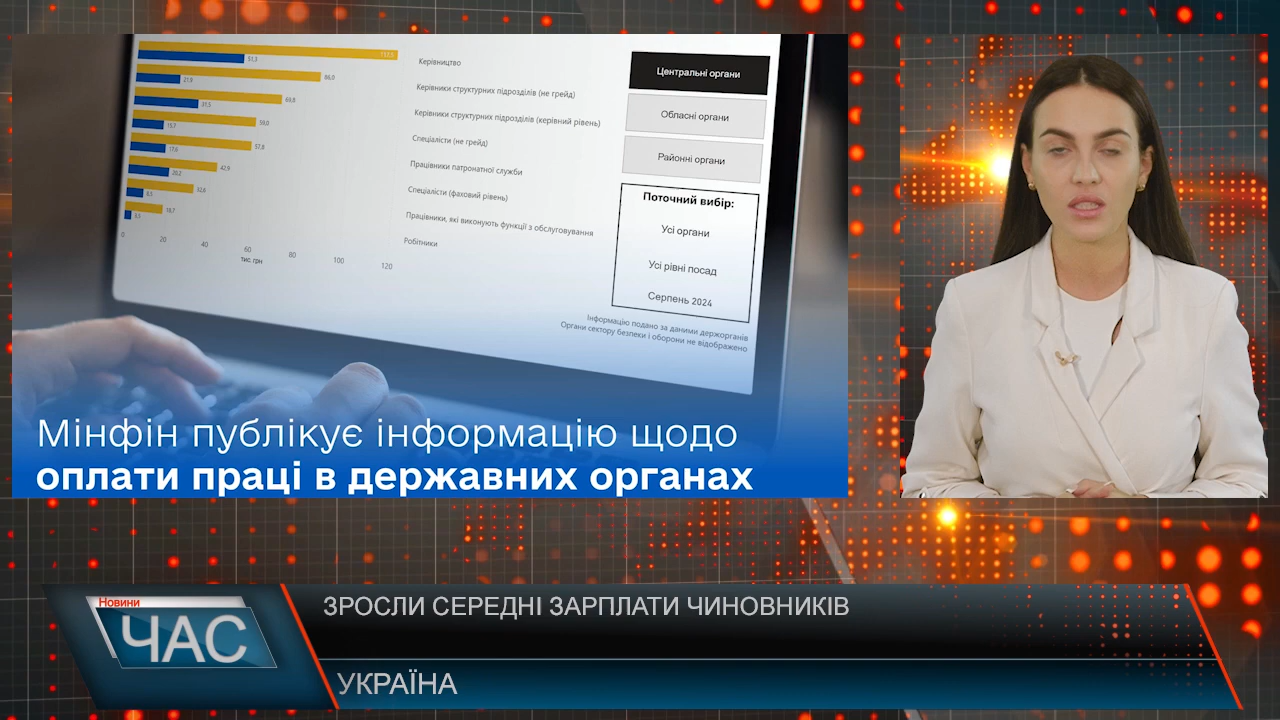 51,3
86,0
21,9
69,8
31,5
59,0
15,7
57,8
17,6
42,9
20,2
32,6
8,1
18,7
3,5
0
20
40
60
80
100
120
тис. грн
Керівництво
Керівники структурних підрозділів (не грейд)
Керівники структурних підрозділів (керівний рівень)
Спеціалісти (не грейд)
Працівники патронатної служби
Спеціалісти (фаховий рівень)
Працівники, які виконують функції з обслуговування
Робітники
Центральні органи
Обласні органи
Районні органи
Поточний вибір:
Усі органи
Усі рівні посад
Серпень 2024
Інформацію подано за даними держорганів
Органи сектору безпеки і оборони не відображено
Мінфін публікує інформацію щодо
оплати праці в державних органах
Новини
ЧАС
ЗРОСЛИ СЕРЕДНІ ЗАРПЛАТИ ЧИНОВНИКІВ
УКРАЇНА